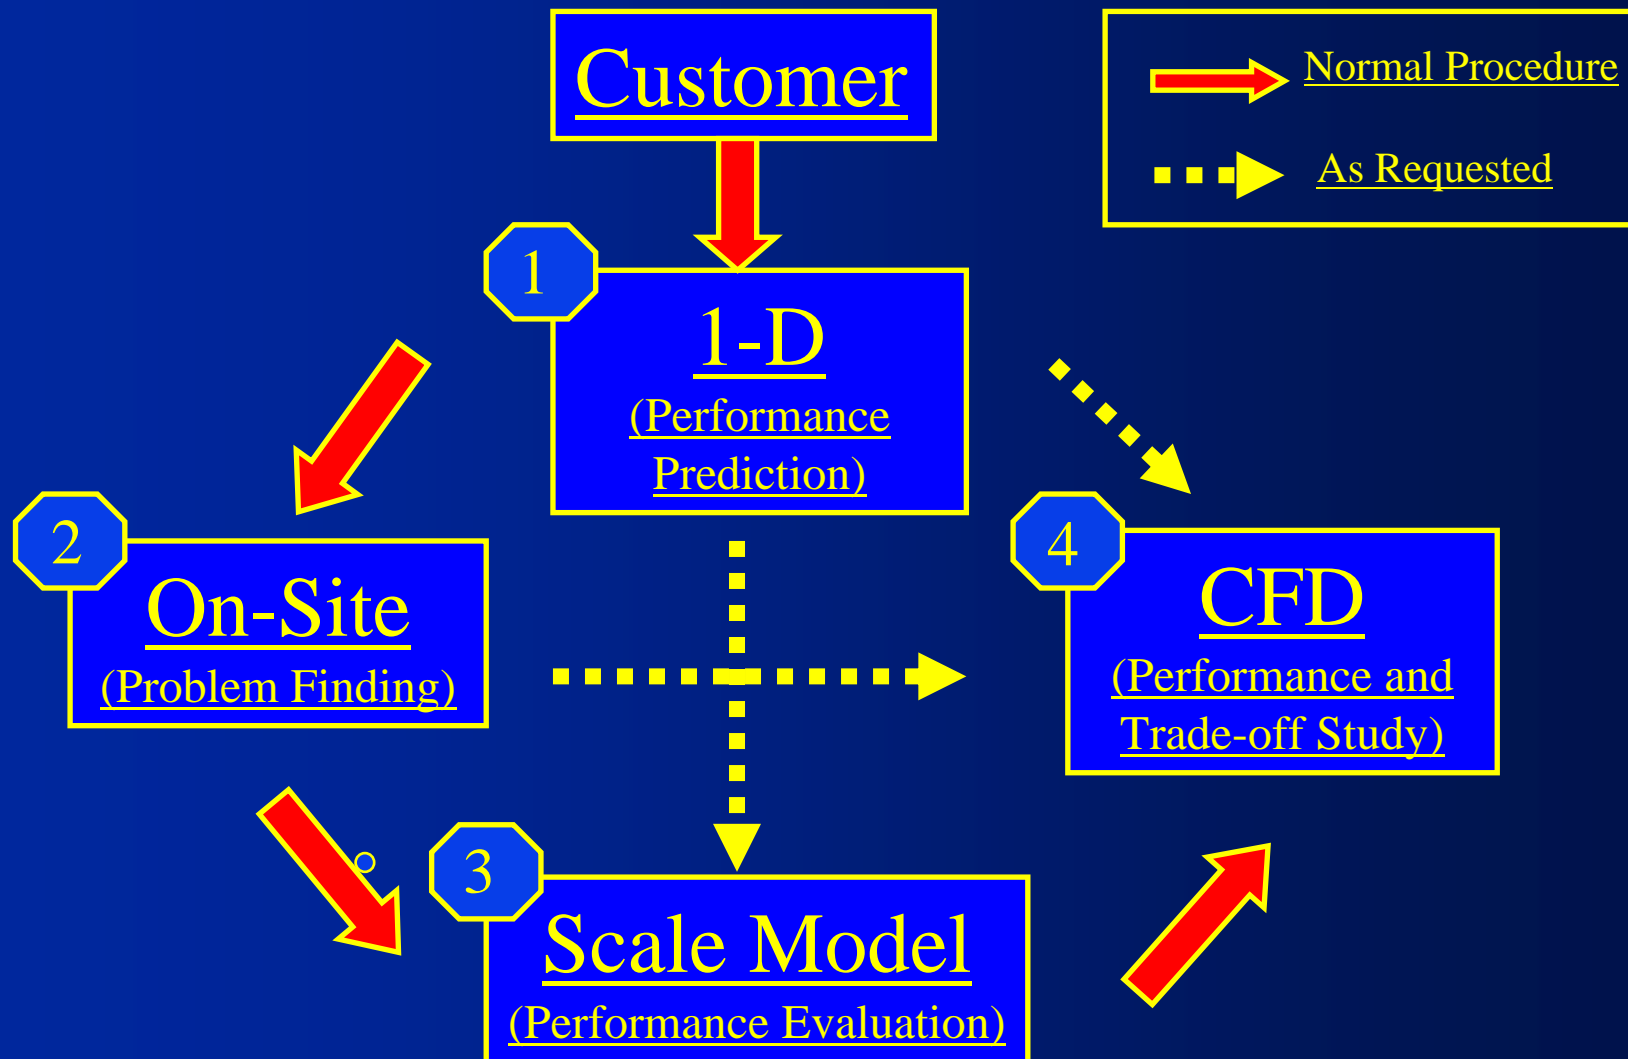 Customer
Normal Procedure
As Requested
1
1-D
(Performance
Prediction)
2
On-Site
(Problem Finding)
4
CFD
(Performance and
Trade-off Study)
3
Scale Model
(Performance Evaluation)